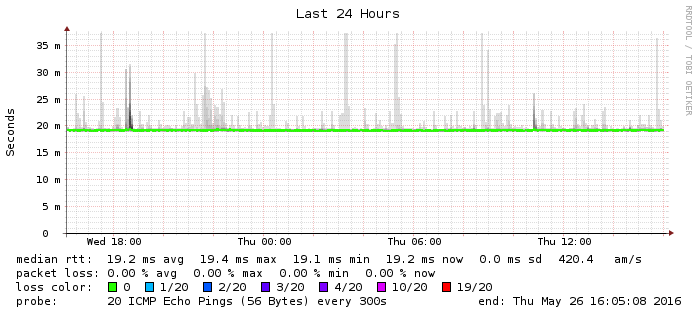 Last 24 Hours
RRDTOOL / TOBI OETIKER
Seconds
35 m
30 m
25 m
20 m
15 m
10 m
5 m
0
Wed 18:00 Thu 00:00 Thu 06:00 Thu 12:00
median rtt: 19.2 ms avg 19.4 ms max 19.1 ms min 19.2 ms now 0.0 ms sd 420.4 am/s
packet loss: 0.00 % avg 0.00 % max 0.00 % min 0.00 % now
loss color: 0 1/20 2/20 3/20 4/20 10/20 19/20
probe: 20 ICMP Echo Pings (56 Bytes) every 300s end: Thu May 26 16:05:08 2016